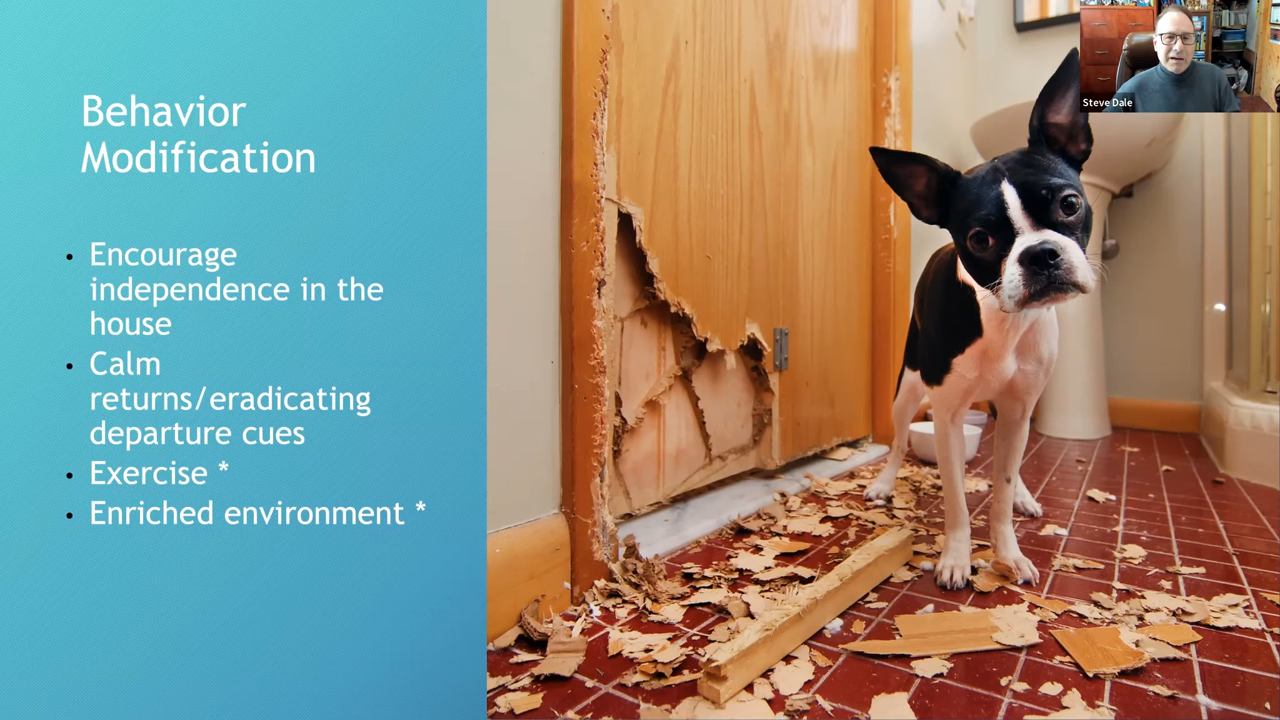 Behavior
Modification
• Encourage
independence in the
house
• Calm
returns/eradicating
departure cues
• Exercise *
• Enriched environment *
Steve Dale